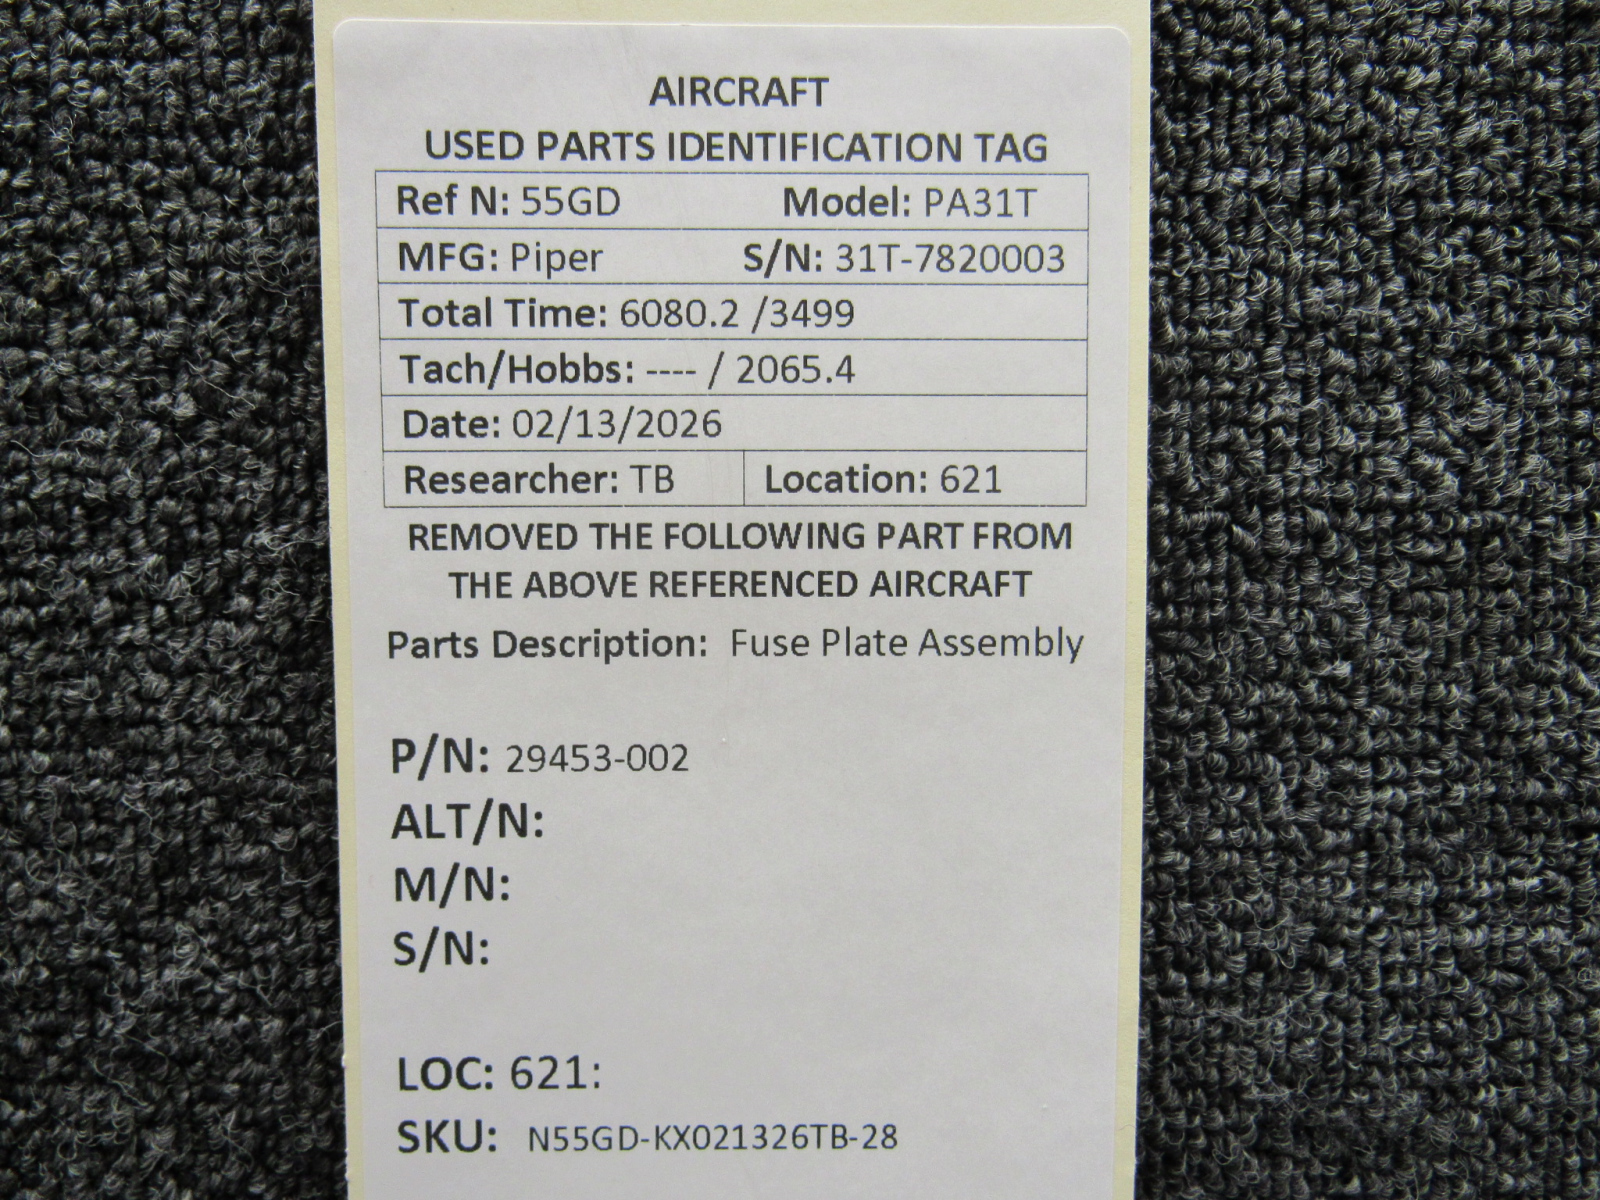 AIRCRAFT
USED PARTS IDENTIFICATION TAG
Ref N: 55GD Model: PA31T
MFG: Piper S/N: 31T-7820003
Total Time: 6080.2 /3499
Tach/Hobbs: ---- / 2065.4
Date: 02/13/2026
Researcher: TB Location: 621
REMOVED THE FOLLOWING PART FROM
THE ABOVE REFERENCED AIRCRAFT
Parts Description: Fuse Plate Assembly
P/N: 29453-002
ALT/N:
M/N:
S/N:
LOC: 621:
SKU: N55GD-KX021326TB-28